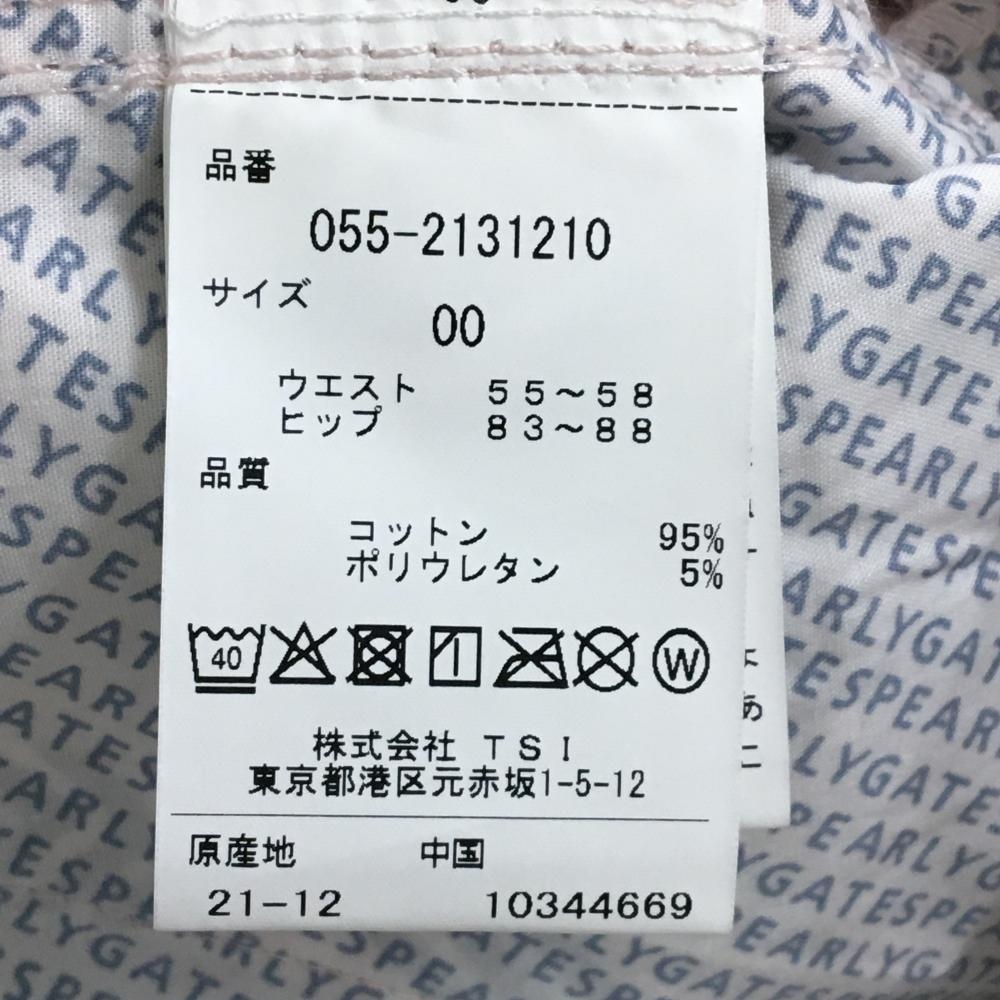 品番
055-2131210
サイズ
00
ウエスト 55~58
ヒップ 83~88
品質
コットン 95%
ポリウレタン 5%
40 W
株式会社 TSI
東京都港区元赤坂1-5-12
原産地 中国
21-12 10344669
PEARLYGATES